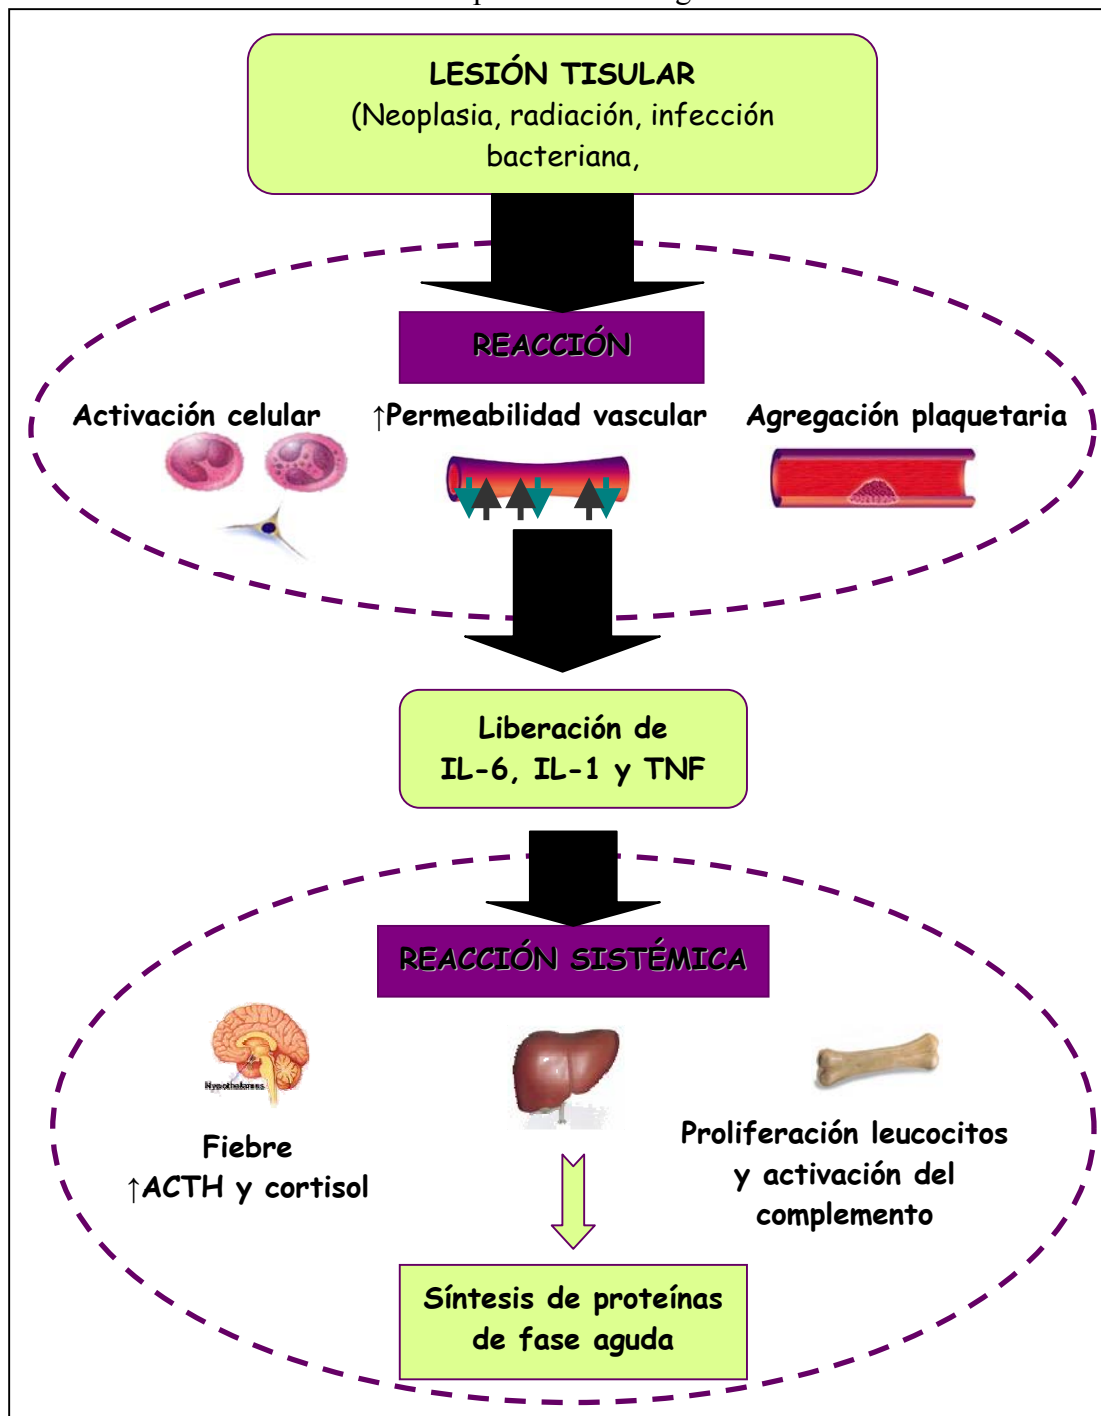 LESIÓN TISULAR
(Neoplasia, radiación, infección
bacteriana,
REACCIÓN
Activación celular
↑Permeabilidad vascular
Agregación plaquetaria
Liberación de
IL-6, IL-1 y TNF
REACCIÓN SISTÉMICA
Hypothalamus
Fiebre
↑ACTH y cortisol
Proliferación leucocitos
y activación del
complemento
Síntesis de proteínas
de fase aguda